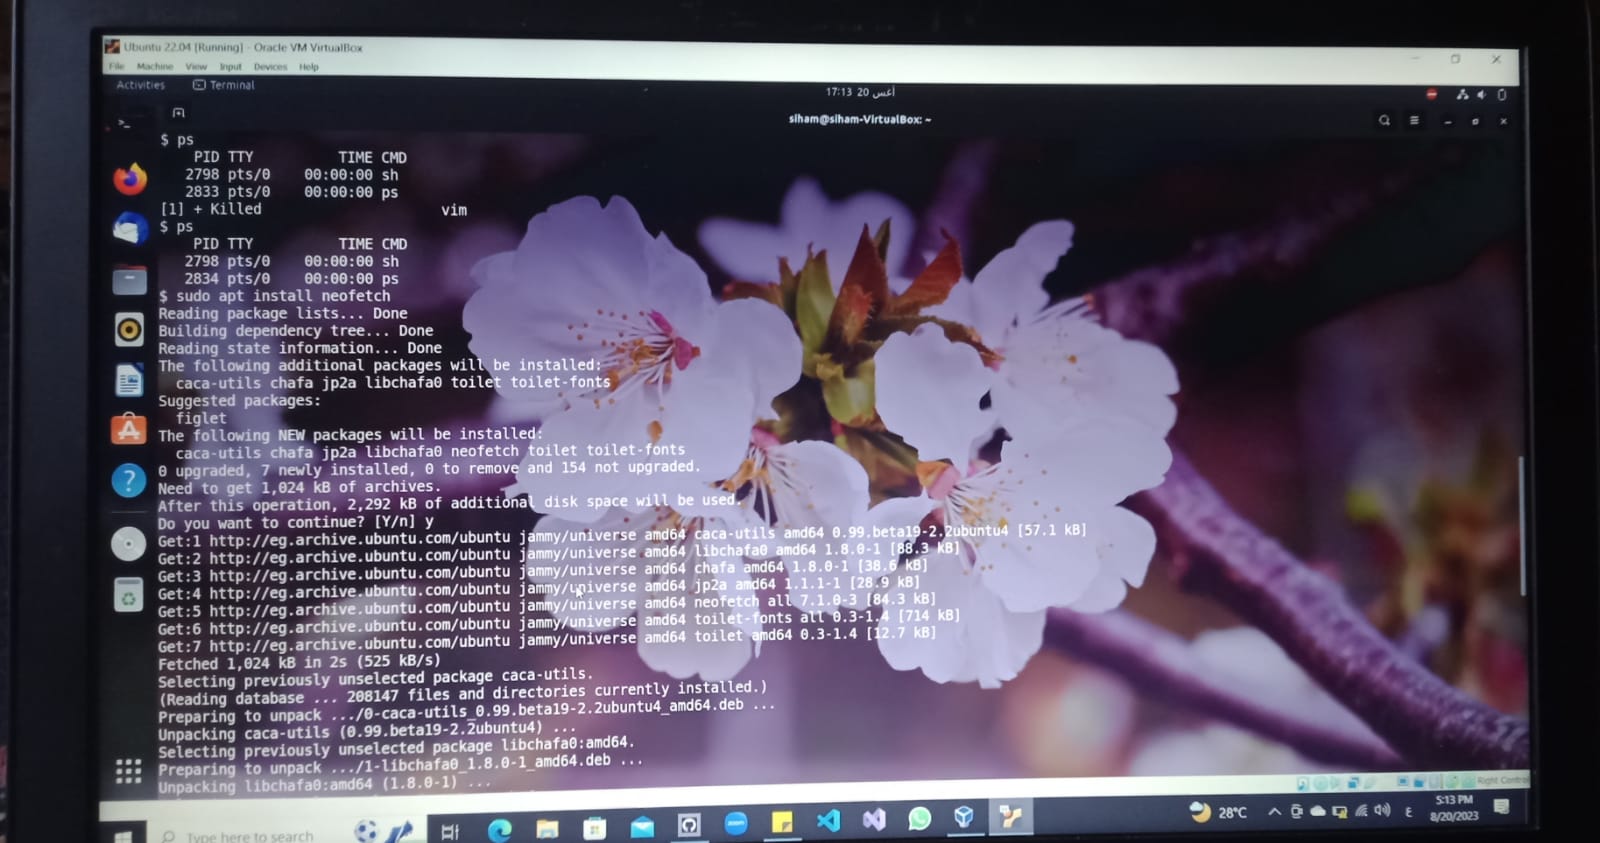 Ubuntu 22.04 [Running] - Oracle VM VirtualBox
File Machine View Input Devices Help
Activities Terminal
17:13 20 أغس
siham@siham-VirtualBox: ~
$ ps
PID TTY TIME CMD
2798 pts/0 00:00:00 sh
2833 pts/0 00:00:00 ps
[1] + Killed vim
$ ps
PID TTY TIME CMD
2798 pts/0 00:00:00 sh
2834 pts/0 00:00:00 ps
$ sudo apt install neofetch
Reading package lists... Done
Building dependency tree... Done
Reading state information... Done
The following additional packages will be installed:
caca-utils chafa jp2a libchafa0 toilet toilet-fonts
Suggested packages:
figlet
The following NEW packages will be installed:
caca-utils chafa jp2a libchafa0 neofetch toilet toilet-fonts
0 upgraded, 7 newly installed, 0 to remove and 154 not upgraded.
Need to get 1,024 kB of archives.
After this operation, 2,292 kB of additional disk space will be used.
Do you want to continue? [Y/n] y
Get:1 http://eg.archive.ubuntu.com/ubuntu jammy/universe amd64 caca-utils amd64 0.99.beta19-2.2ubuntu4 [57.1 kB]
Get:2 http://eg.archive.ubuntu.com/ubuntu jammy/universe amd64 libchafa0 amd64 1.8.0-1 [88.3 kB]
Get:3 http://eg.archive.ubuntu.com/ubuntu jammy/universe amd64 chafa amd64 1.8.0-1 [38.6 kB]
Get:4 http://eg.archive.ubuntu.com/ubuntu jammy/universe amd64 jp2a amd64 1.1.1-1 [28.9 kB]
Get:5 http://eg.archive.ubuntu.com/ubuntu jammy/universe amd64 neofetch all 7.1.0-3 [84.3 kB]
Get:6 http://eg.archive.ubuntu.com/ubuntu jammy/universe amd64 toilet-fonts all 0.3-1.4 [714 kB]
Get:7 http://eg.archive.ubuntu.com/ubuntu jammy/universe amd64 toilet amd64 0.3-1.4 [12.7 kB]
Fetched 1,024 kB in 2s (525 kB/s)
Selecting previously unselected package caca-utils.
(Reading database ... 208147 files and directories currently installed.)
Preparing to unpack .../0-caca-utils_0.99.beta19-2.2ubuntu4_amd64.deb ...
Unpacking caca-utils (0.99.beta19-2.2ubuntu4) ...
Selecting previously unselected package libchafa0:amd64.
Preparing to unpack .../1-libchafa0_1.8.0-1_amd64.deb ...
Unpacking libchafa0:amd64 (1.8.0-1) ...
Right Control
Type here to search
zoom
28°C
ع
5:13 PM
8/20/2023